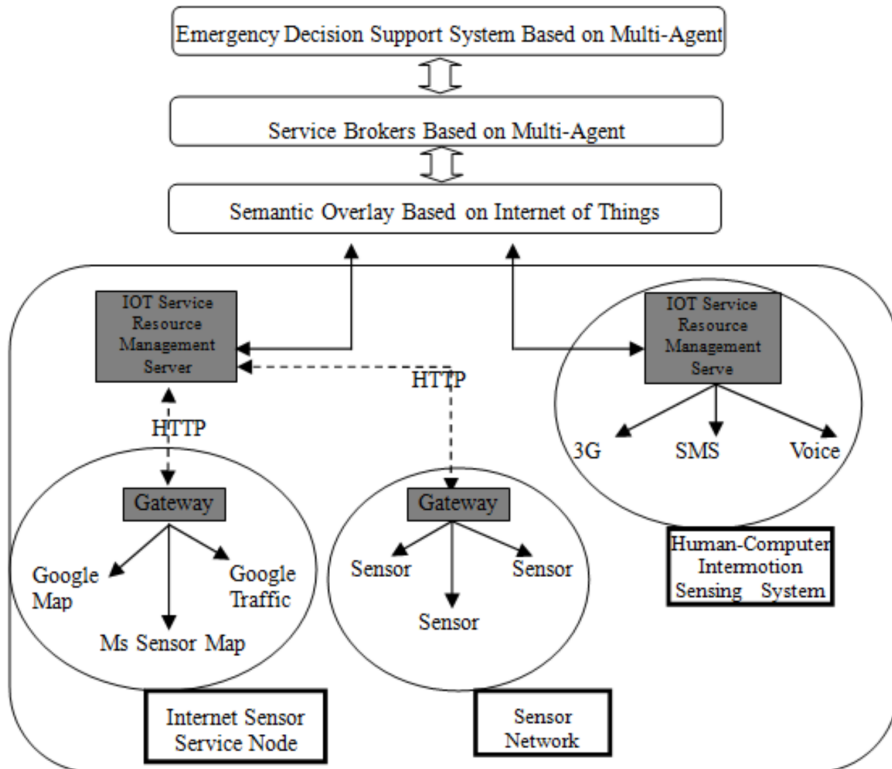 Emergency Decision Support System Based on Multi-Agent
Service Brokers Based on Multi-Agent
Semantic Overlay Based on Internet of Things
IOT Service
Resource
Management
Server
IOT Service
Resource
Management
Serve
HTTP
HTTP
3G
SMS
Voice
Gateway
Google
Map
Google
Traffic
Ms Sensor Map
Gateway
Sensor
Sensor
Sensor
Human-Computer
Intermotion
Sensing System
Internet Sensor
Service Node
Sensor
Network